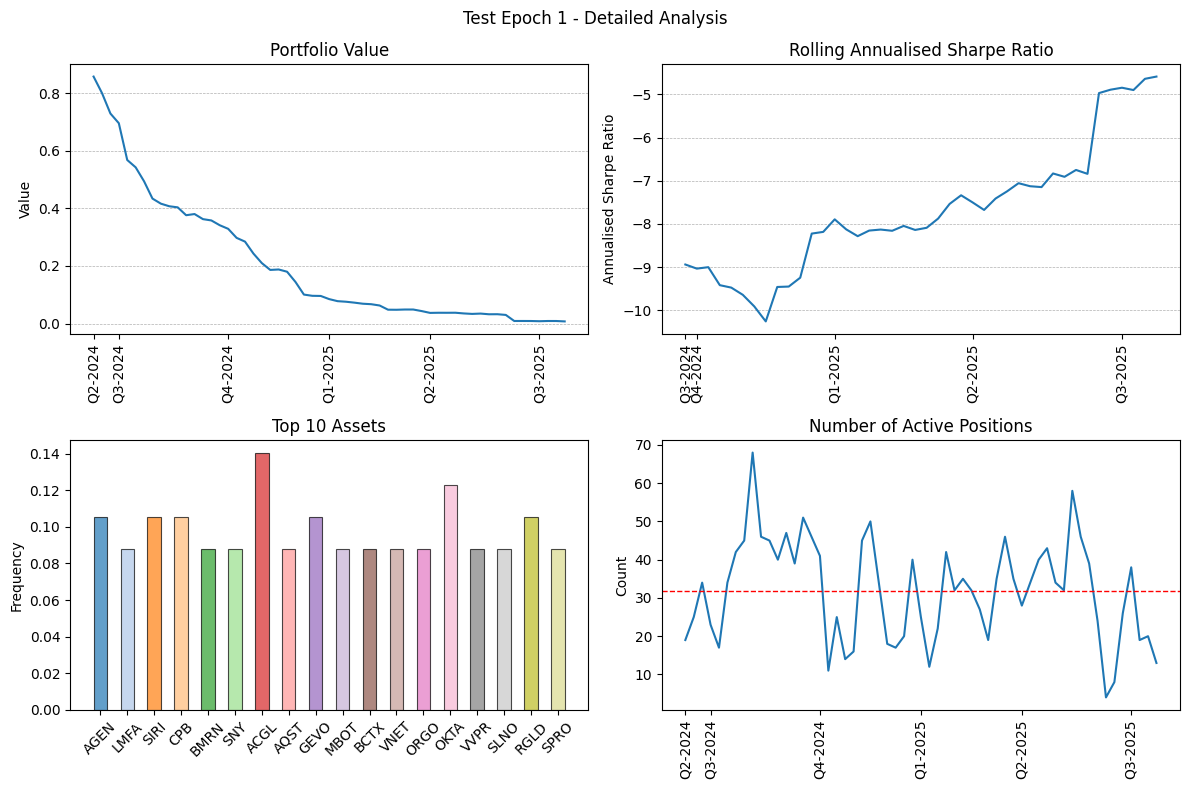 Test Epoch 1 - Detailed Analysis
Portfolio Value
Value
0.8
0.6
0.4
0.2
0.0
Q2-2024
Q3-2024
Q4-2024
Q1-2025
Q2-2025
Q3-2025
Rolling Annualised Sharpe Ratio
Annualised Sharpe Ratio
−5
−6
−7
−8
−9
−10
Q3-2024
Q4-2024
Q1-2025
Q2-2025
Q3-2025
Top 10 Assets
Frequency
0.14
0.12
0.10
0.08
0.06
0.04
0.02
0.00
AGEN
LMFA
SIRI
CPB
BMRN
SNY
ACGL
AQST
GEVO
MBOT
BCTX
VNET
ORGO
OKTA
VVPR
SLNO
RGLD
SPRO
Number of Active Positions
Count
70
60
50
40
30
20
10
Q2-2024
Q3-2024
Q4-2024
Q1-2025
Q2-2025
Q3-2025